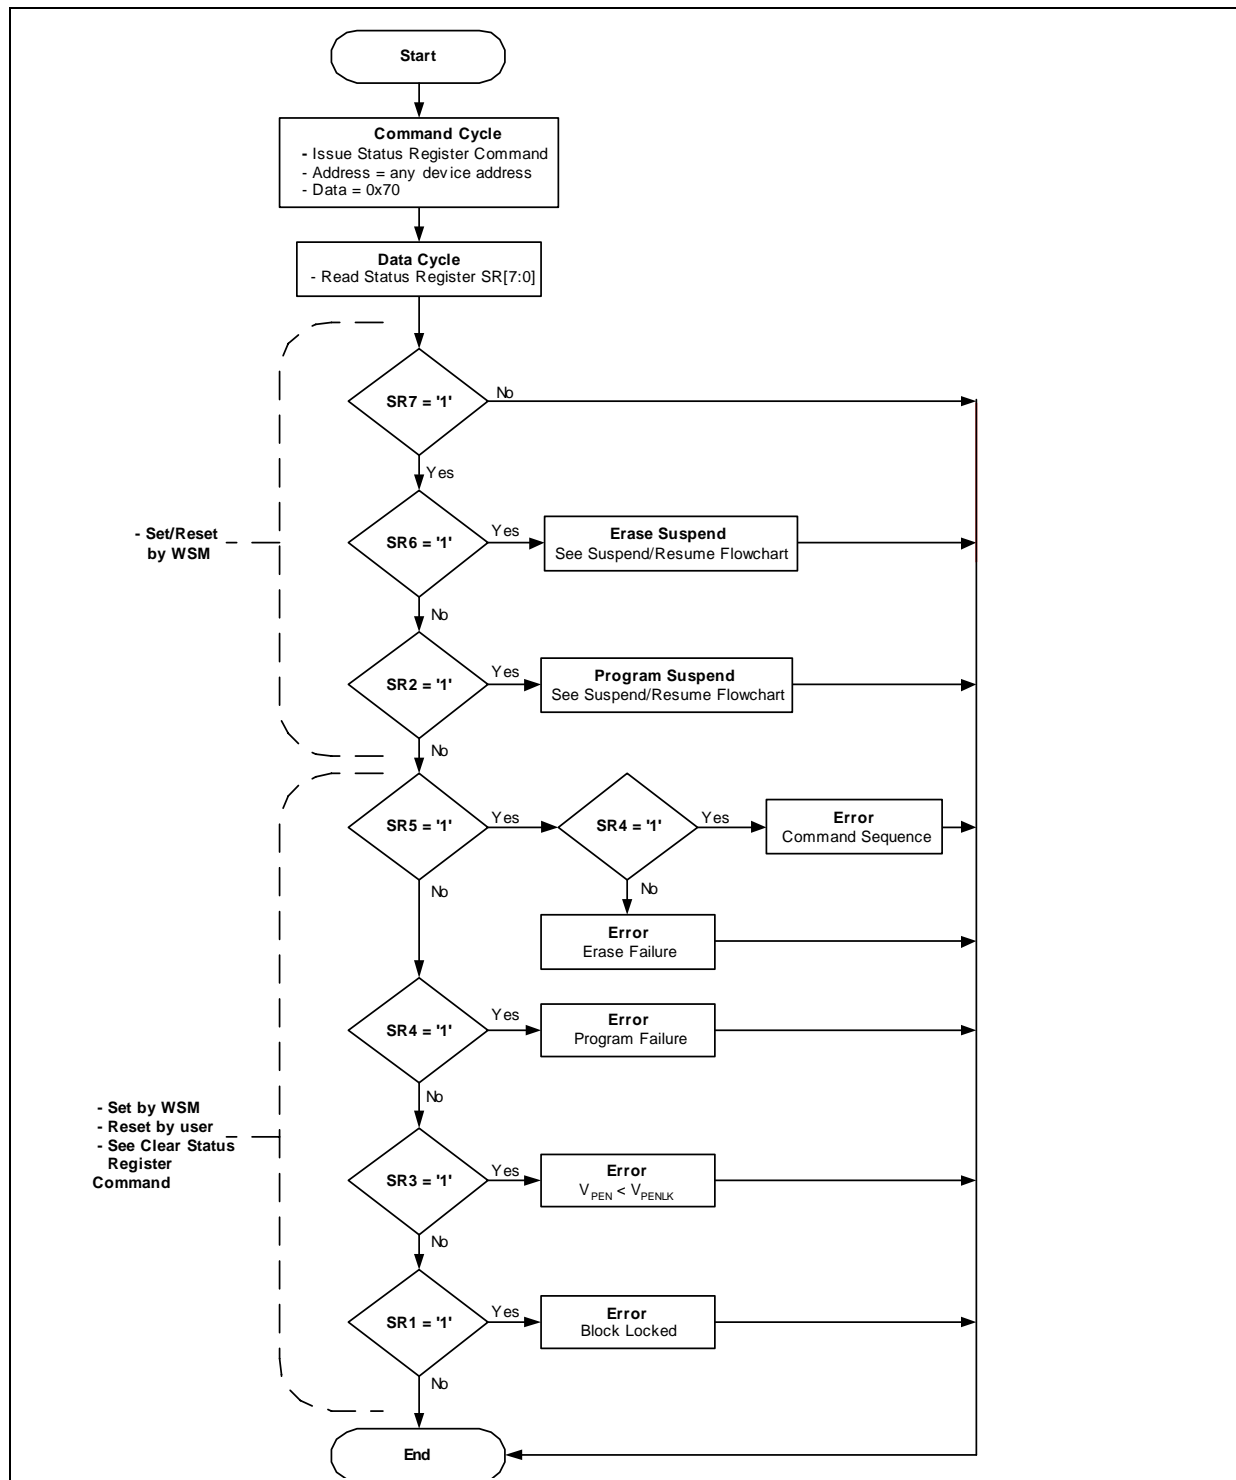 Start
Command Cycle
- Issue Status Register Command
- Address = any device address
- Data = 0x70
Data Cycle
- Read Status Register SR[7:0]
SR7 = '1'
No
Yes
SR6 = '1'
Yes
Erase Suspend
See Suspend/Resume Flowchart
- Set/Reset
by WSM
No
SR2 = '1'
Yes
Program Suspend
See Suspend/Resume Flowchart
No
SR5 = '1'
Yes
SR4 = '1'
Yes
Error
Command Sequence
No
No
Error
Erase Failure
SR4 = '1'
Yes
Error
Program Failure
No
- Set by WSM
- Reset by user
- See Clear Status
Register
Command
SR3 = '1'
Yes
Error
V PEN < V PENLK
No
SR1 = '1'
Yes
Error
Block Locked
No
End